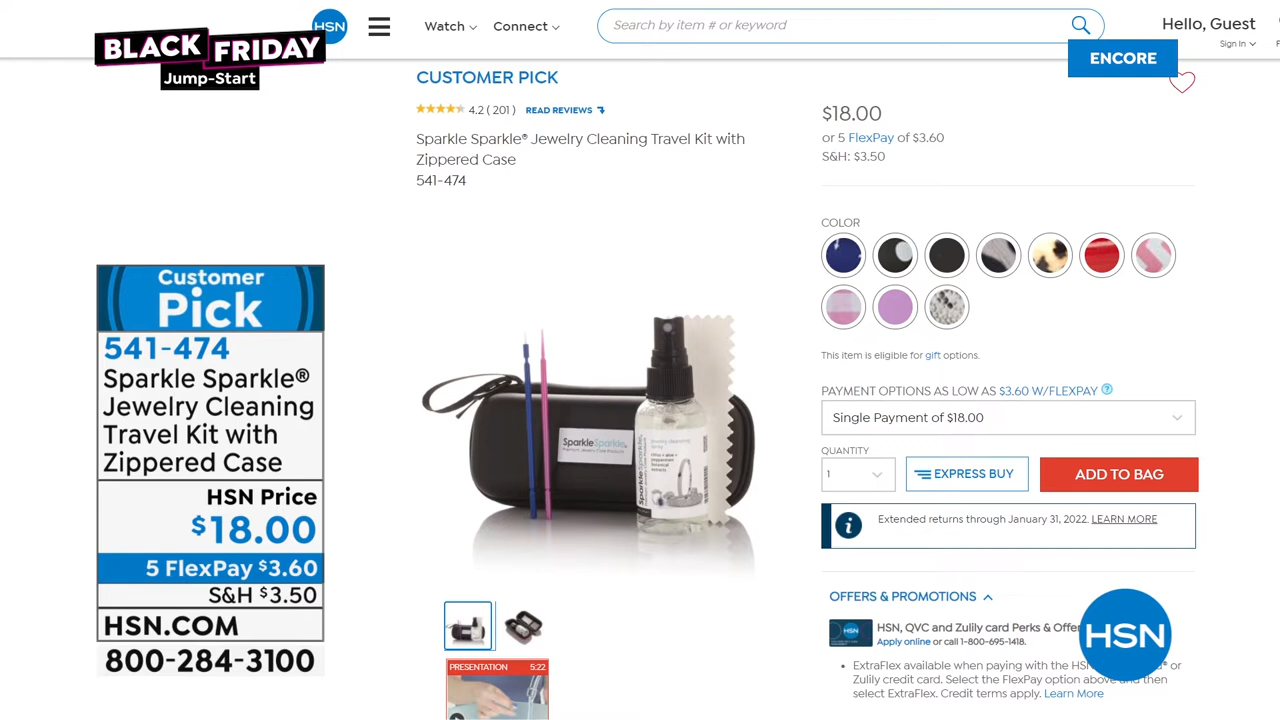 HSN
Watch
Connect
Search by item # or keyword
Hello, Guest
Sign In
BLACK FRIDAY
Jump-Start
ENCORE
CUSTOMER PICK
4.2 ( 201 ) READ REVIEWS
Sparkle Sparkle® Jewelry Cleaning Travel Kit with
Zippered Case
541-474
$18.00
or 5 FlexPay of $3.60
S&H: $3.50
COLOR
This item is eligible for gift options.
PAYMENT OPTIONS AS LOW AS $3.60 W/FLEXPAY ?
Single Payment of $18.00
QUANTITY
1
EXPRESS BUY
ADD TO BAG
i
Extended returns through January 31, 2022. LEARN MORE
OFFERS & PROMOTIONS
HSN, QVC and Zulily card Perks & Offer
Apply online or call 1-800-695-1418.
HSN
ExtraFlex available when paying with the HS
® or
Zulily credit card. Select the FlexPay option above and then
select ExtraFlex. Credit terms apply. Learn More
Customer
Pick
541-474
Sparkle Sparkle®
Jewelry Cleaning
Travel Kit with
Zippered Case
HSN Price
$18.00
5 FlexPay $3.60
S&H $3.50
HSN.COM
800-284-3100
SparkleSparkle
sparklesparkle
jewelry cleaning
spray
PRESENTATION 5:22